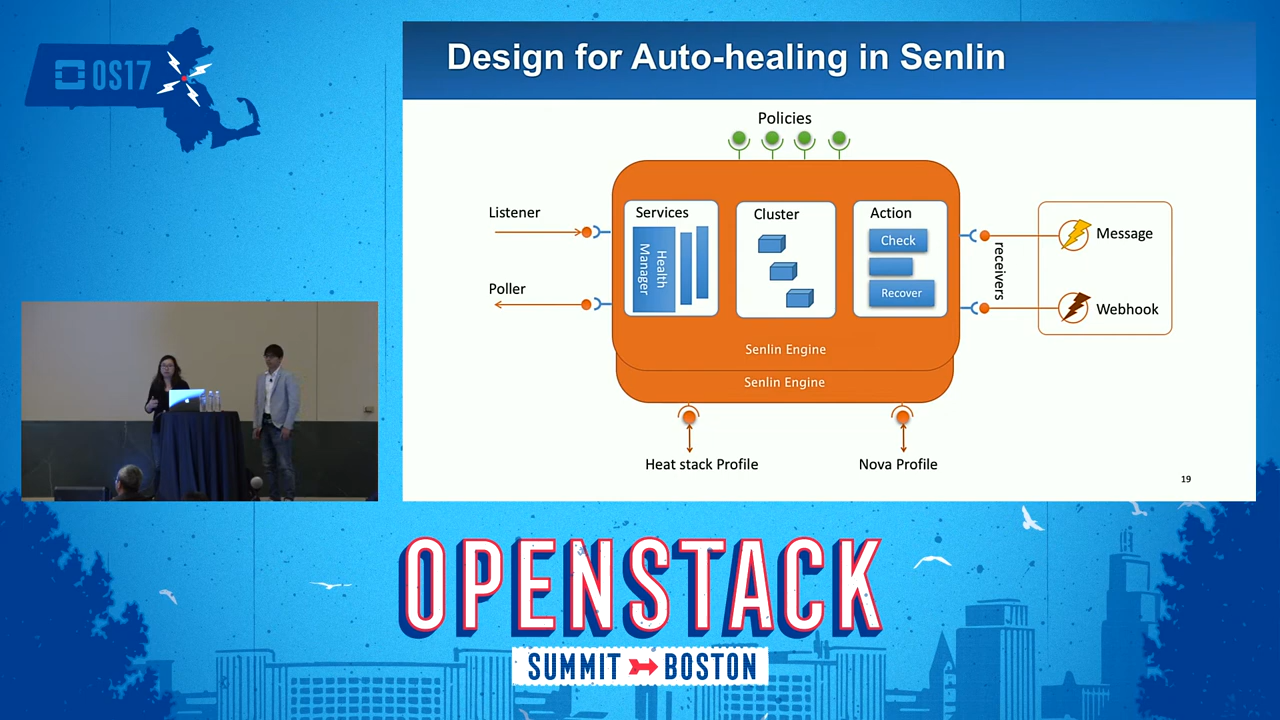 OS17
Design for Auto-healing in Senlin
Policies
Listener
Poller
Services
Health
Manager
Cluster
Action
Check
Recover
receivers
Message
Webhook
Senlin Engine
Senlin Engine
Heat stack Profile
Nova Profile
19
OPENSTACK
SUMMIT BOSTON